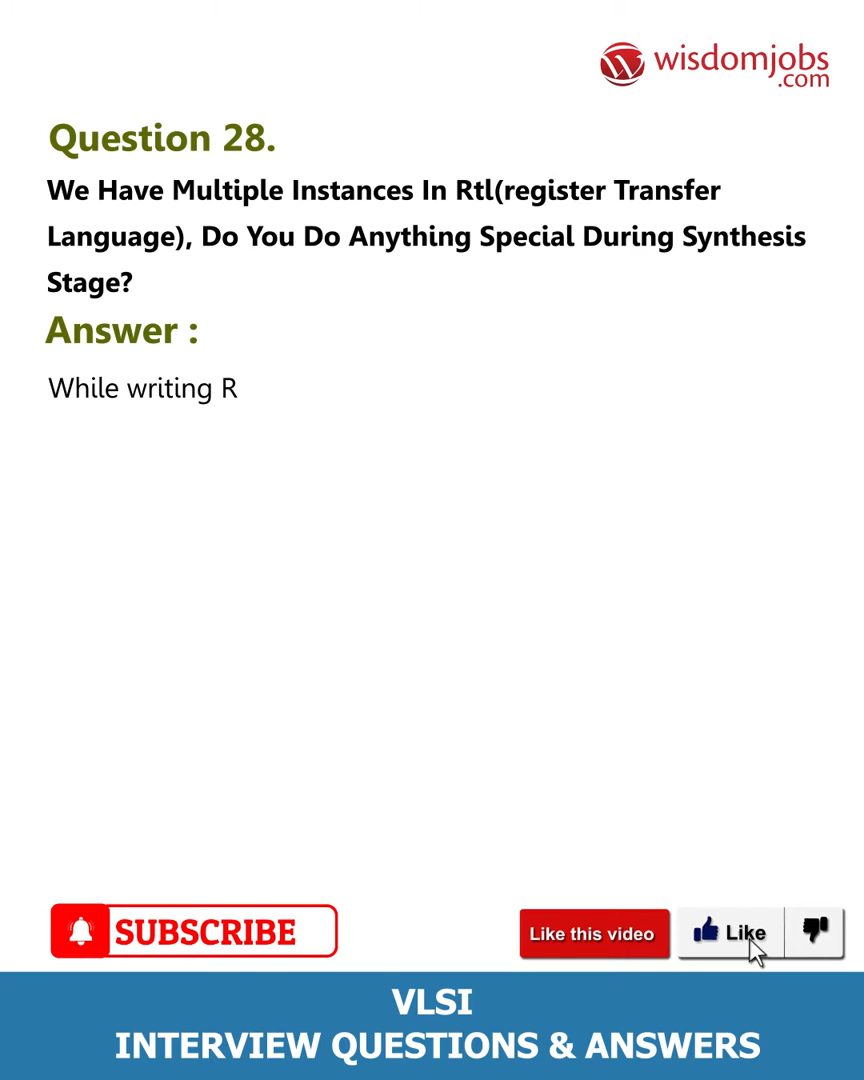 wisdomjobs
.com
Question 28.
We Have Multiple Instances In Rtl(register Transfer
Language), Do You Do Anything Special During Synthesis
Stage?
Answer :
While writing R
SUBSCRIBE
Like this video
Like
VLSI
INTERVIEW QUESTIONS & ANSWERS